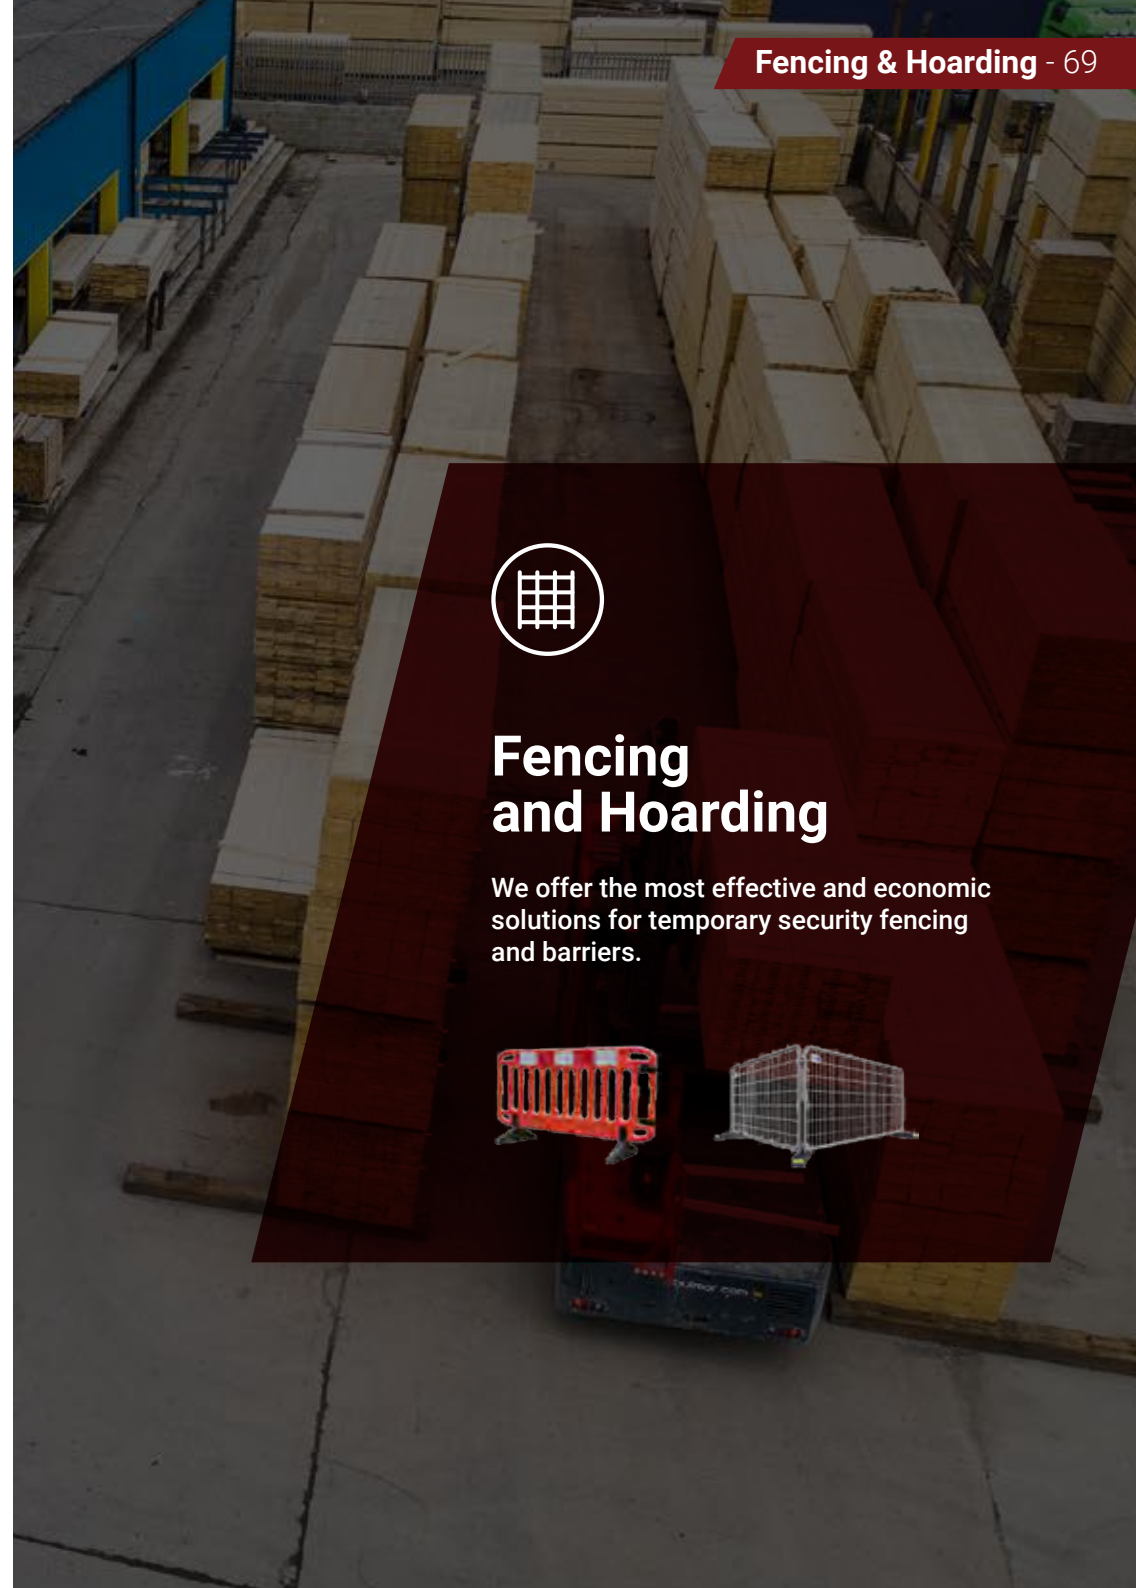 Fencing & Hoarding - 69
Fencing
and Hoarding
We offer the most effective and economic
solutions for temporary security fencing
and barriers.